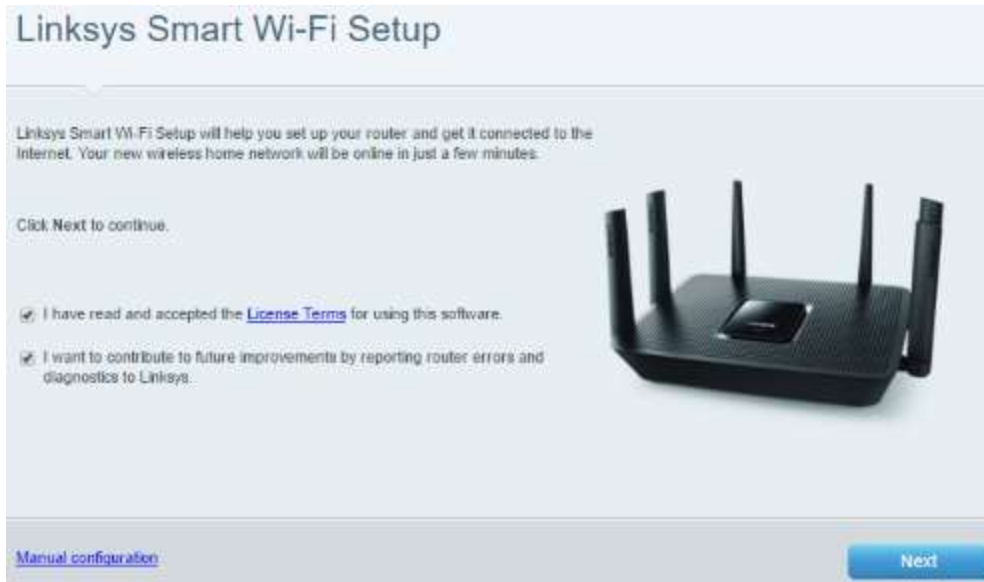 Linksys Smart Wi-Fi Setup
Linksys Smart Wi-Fi Setup will help you set up your router and get it connected to the
Internet. Your new wireless home network will be online in just a few minutes.
Click Next to continue.
I have read and accepted the License Terms for using this software.
I want to contribute to future improvements by reporting router errors and
diagnostics to Linksys.
Manual configuration
Next